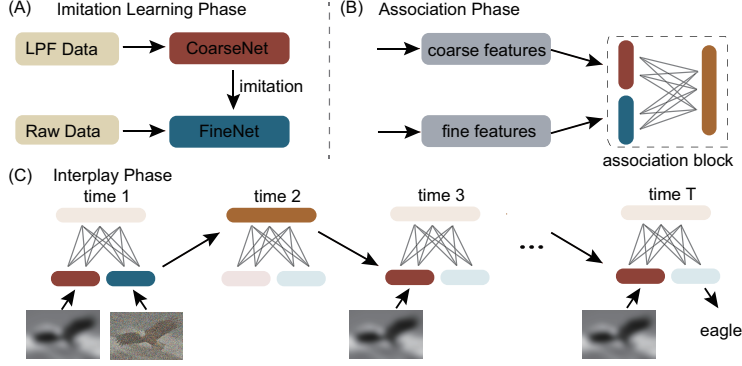 (A) Imitation Learning Phase
LPF Data
CoarseNet
imitation
Raw Data
FineNet
(B) Association Phase
coarse features
fine features
association block
(C) Interplay Phase
time 1
time 2
time 3
...
time T
eagle